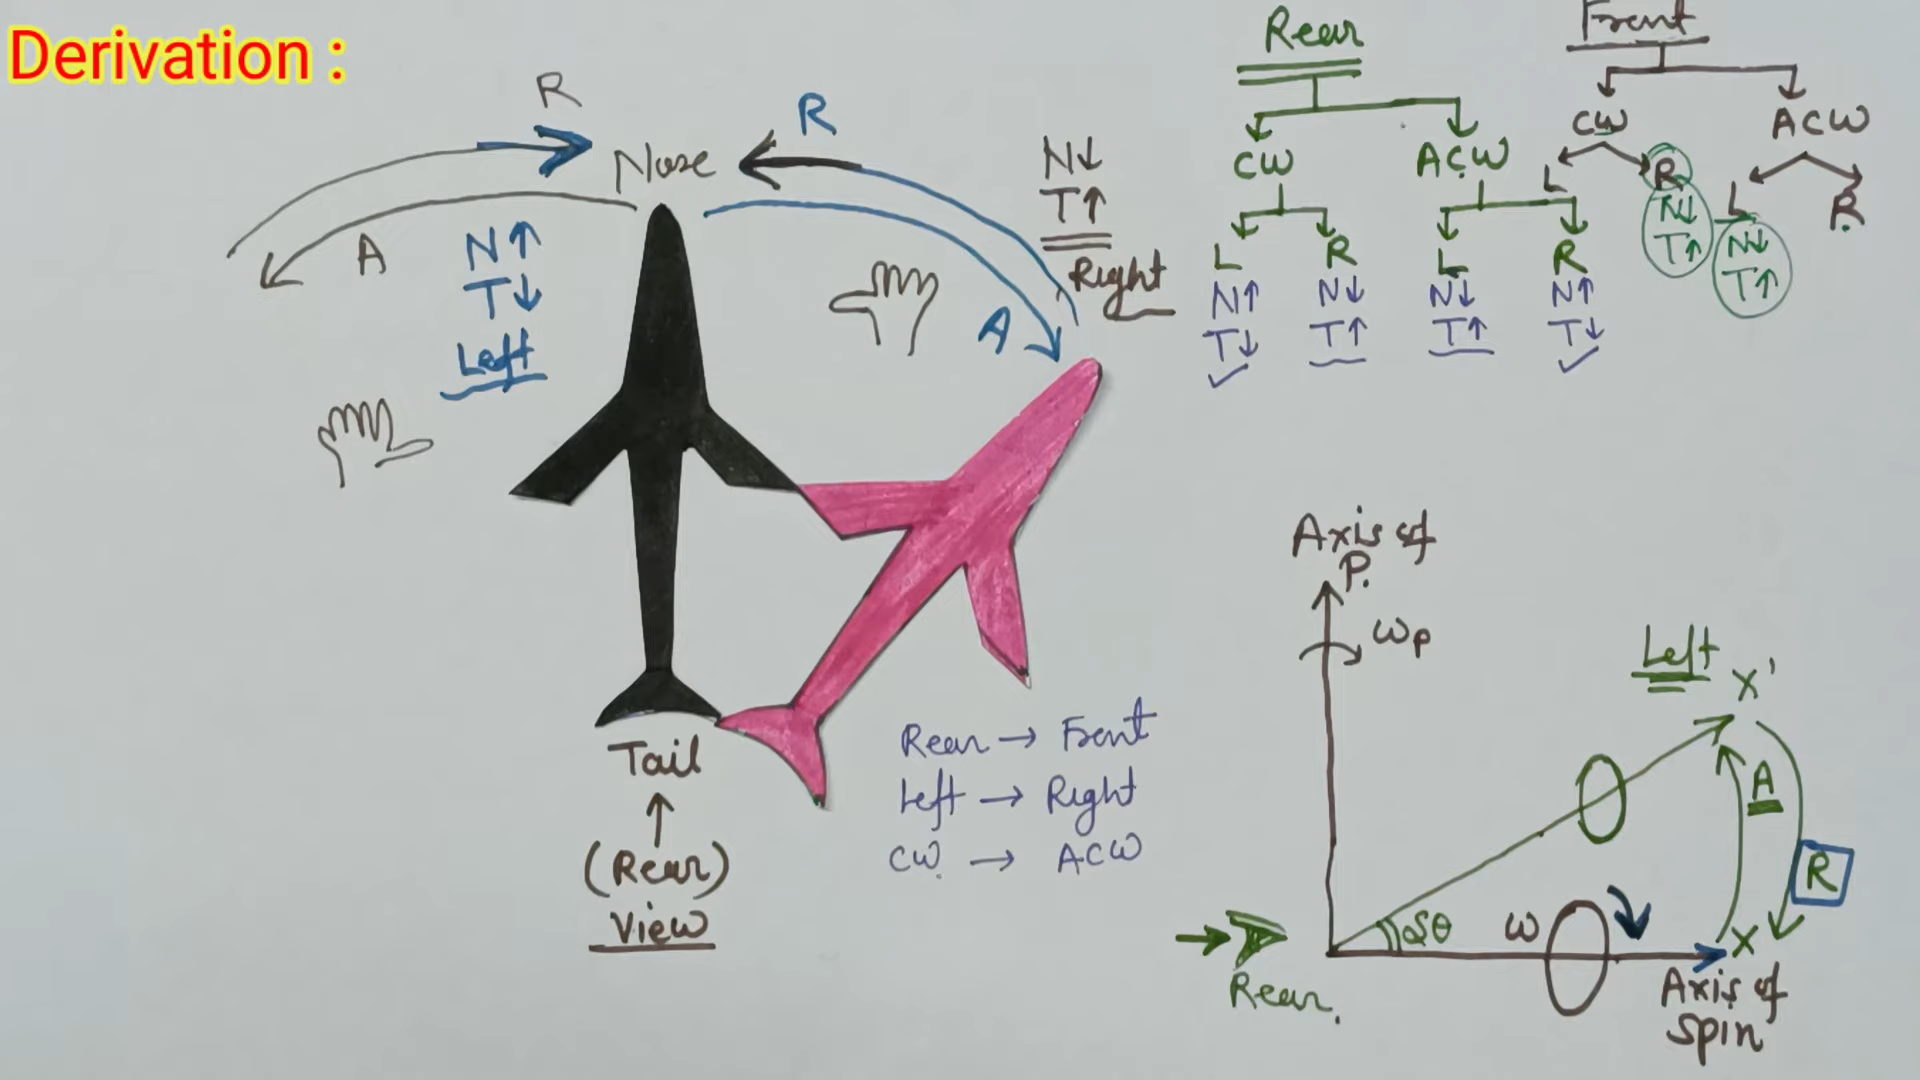 Derivation :
R
A
N↑
T↓
Left
Nose
R
A
N↓
T↑
Right
Tail
↑
(Rear)
View
Rear → Front
Left → Right
CW → ACW
Rear
CW ACW
L R L R
N↑ N↓ N↓ N↑
T↓ T↑ T↑ T↓
✓ ✓
Front
CW ACW
L R L R
N↓ N↓
T↑ T↑
Axis of
P.
ωp
Left
X'
A
R
δθ
ω
X
Axis of
Spin
Rear